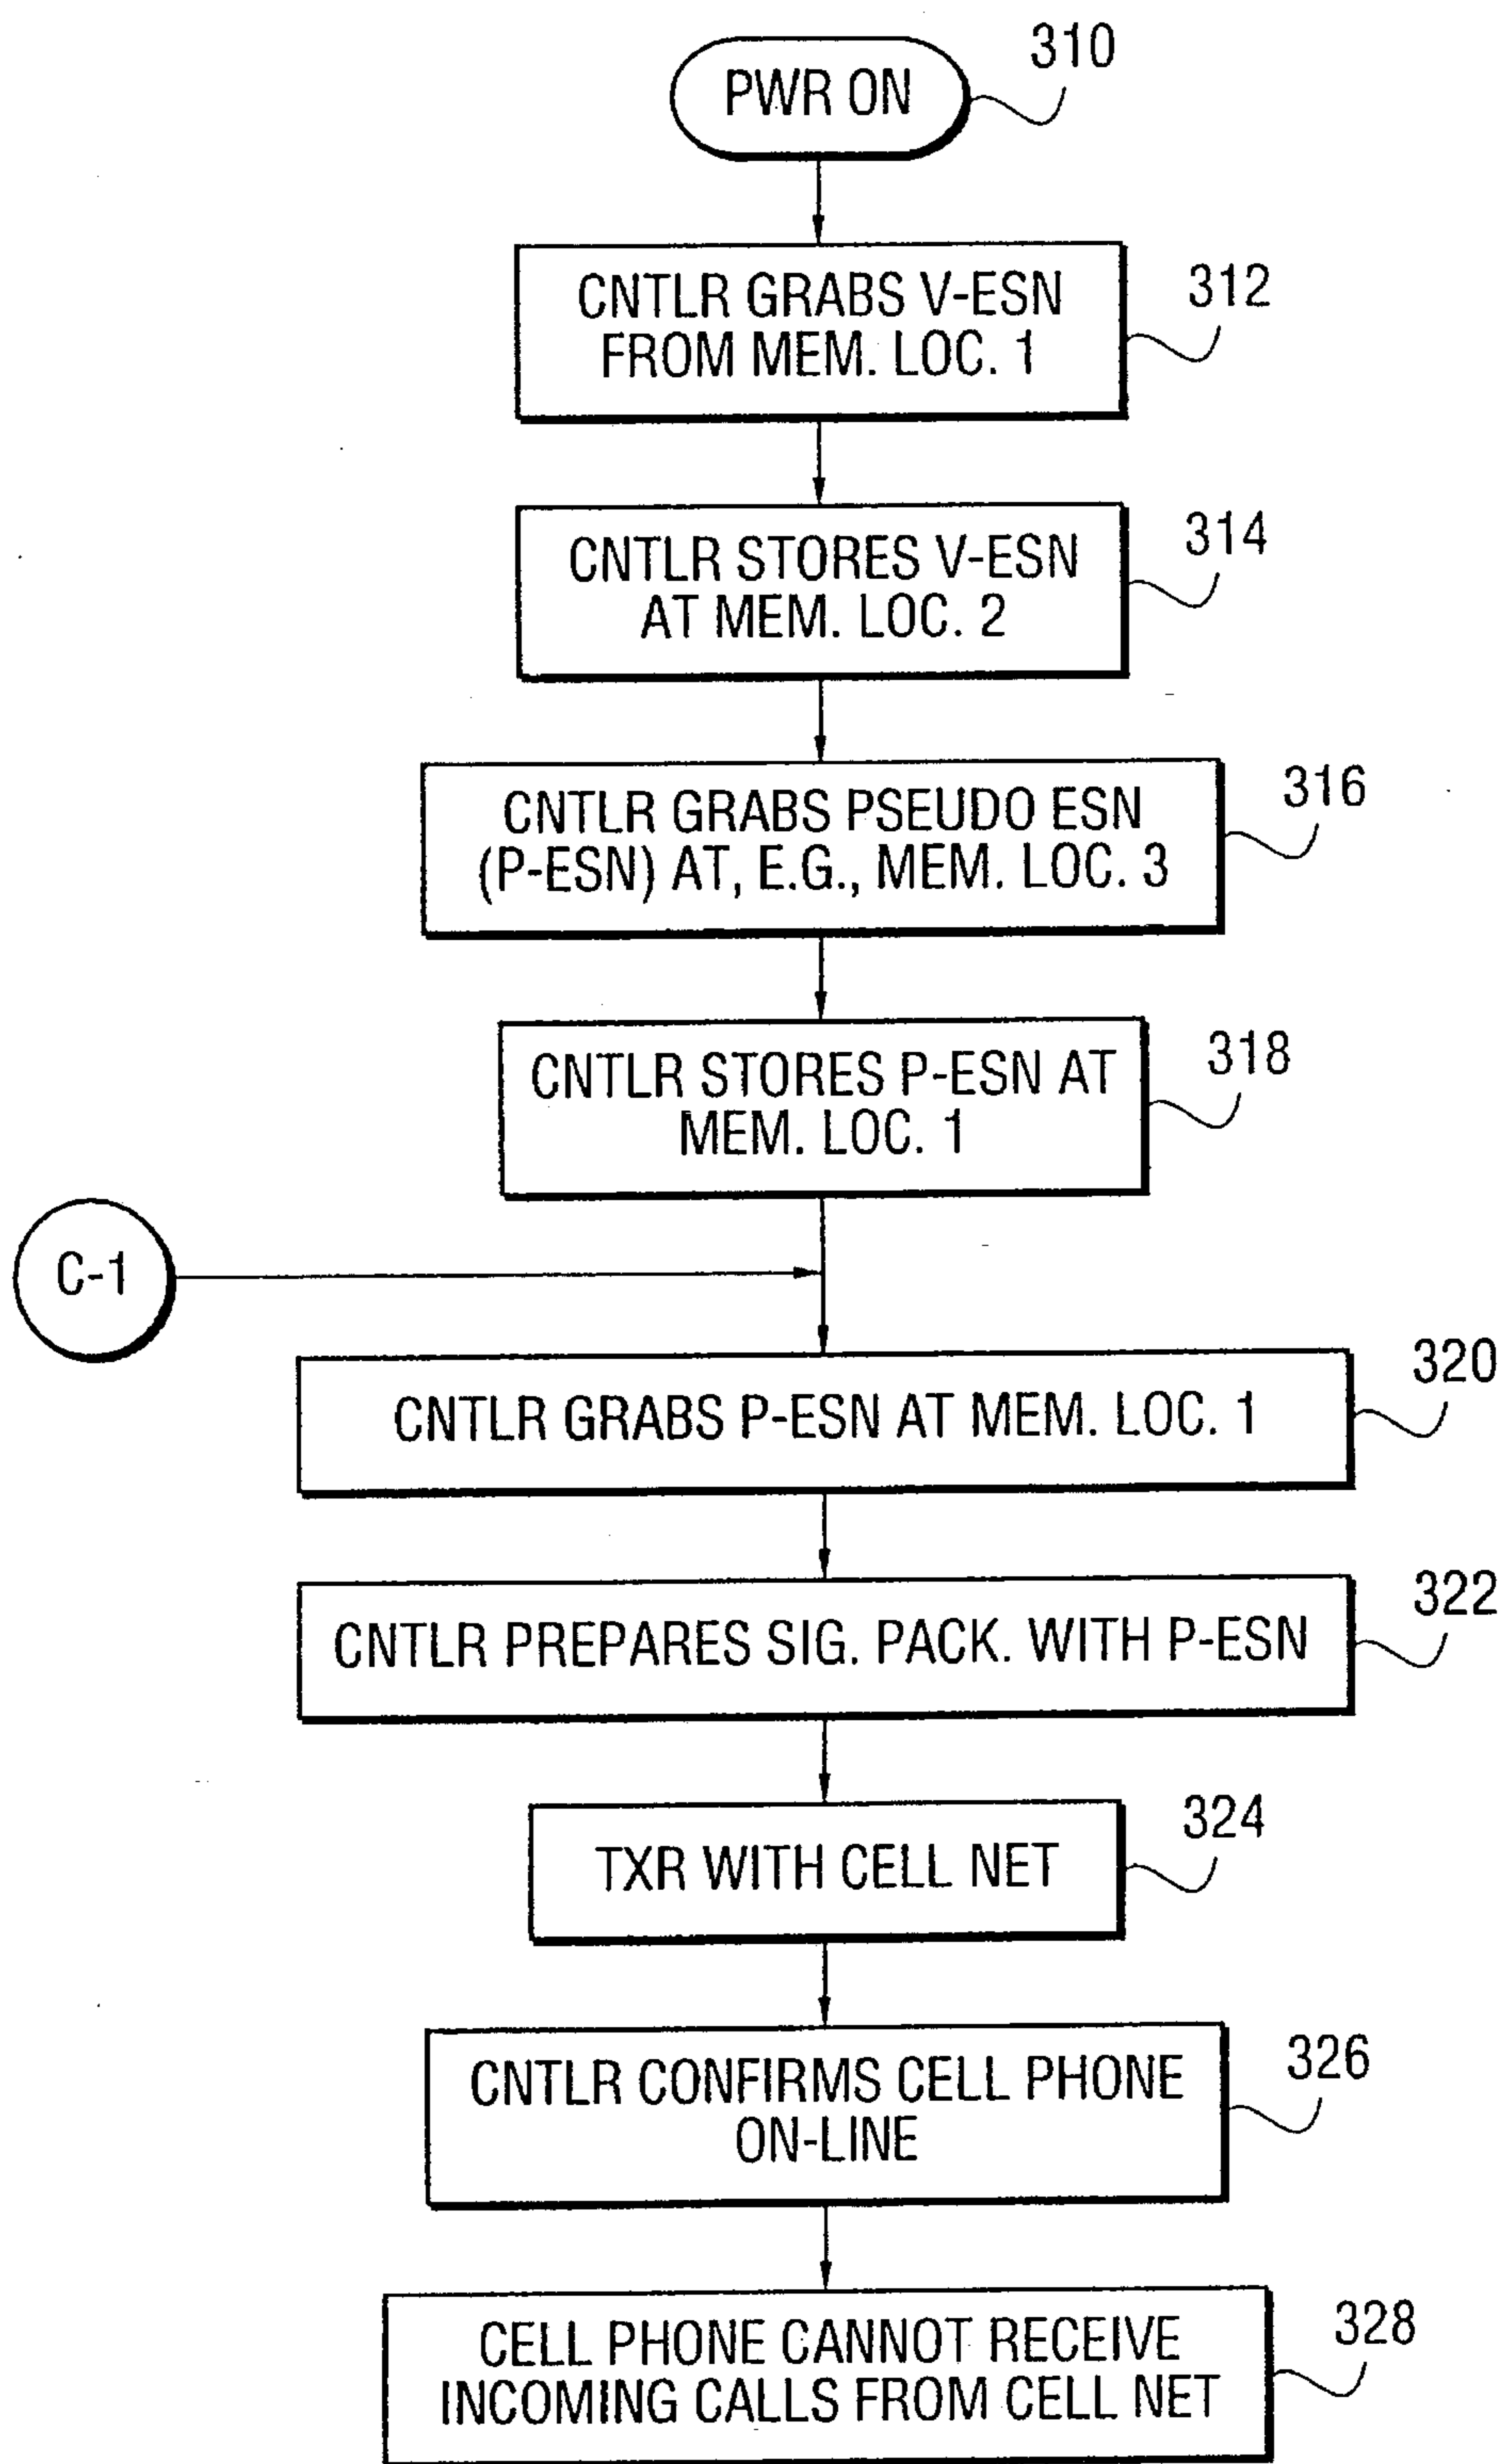 PWR ON
310
CNTLR GRABS V-ESN
FROM MEM. LOC. 1
312
CNTLR STORES V-ESN
AT MEM. LOC. 2
314
CNTLR GRABS PSEUDO ESN
(P-ESN) AT, E.G., MEM. LOC. 3
316
CNTLR STORES P-ESN AT
MEM. LOC. 1
318
C-1
CNTLR GRABS P-ESN AT MEM. LOC. 1
320
CNTLR PREPARES SIG. PACK. WITH P-ESN
322
TXR WITH CELL NET
324
CNTLR CONFIRMS CELL PHONE
ON-LINE
326
CELL PHONE CANNOT RECEIVE
INCOMING CALLS FROM CELL NET
328